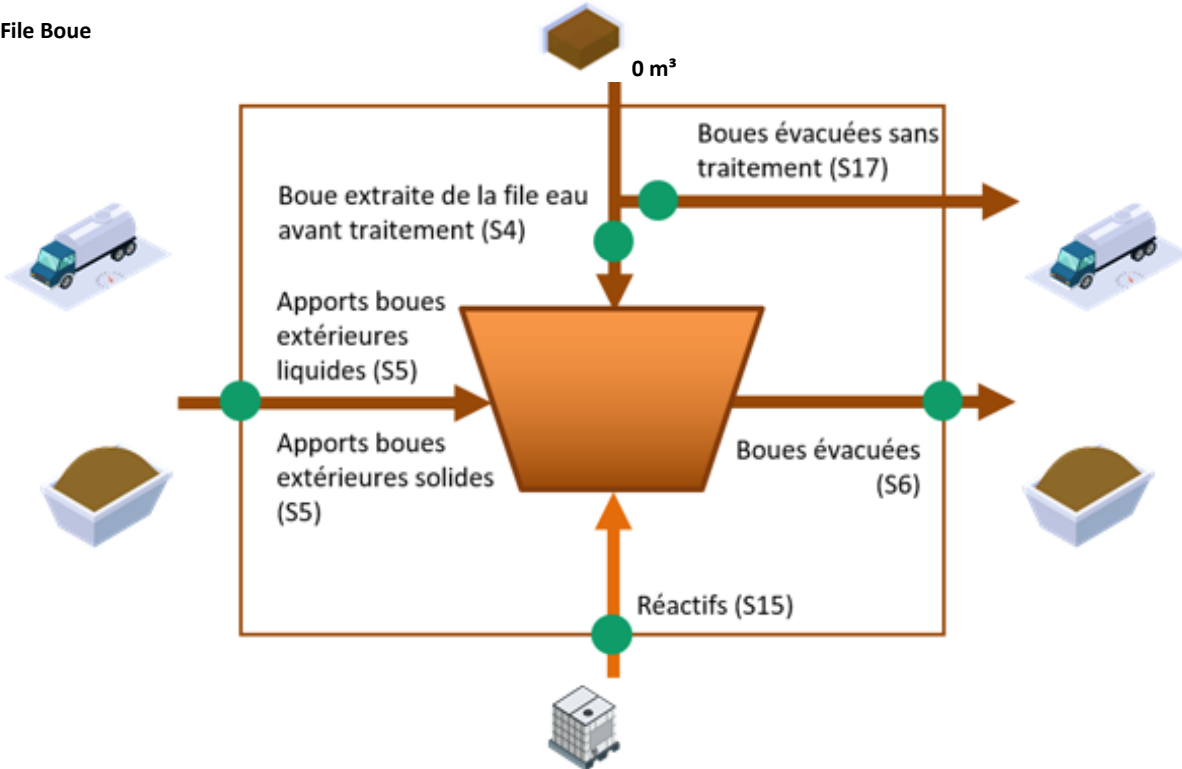 File Boue
0 m³
Boues évacuées sans
traitement (S17)
Boue extraite de la file eau
avant traitement (S4)
Apports boues
extérieures
liquides (S5)
Apports boues
extérieures solides
(S5)
Boues évacuées
(S6)
Réactifs (S15)